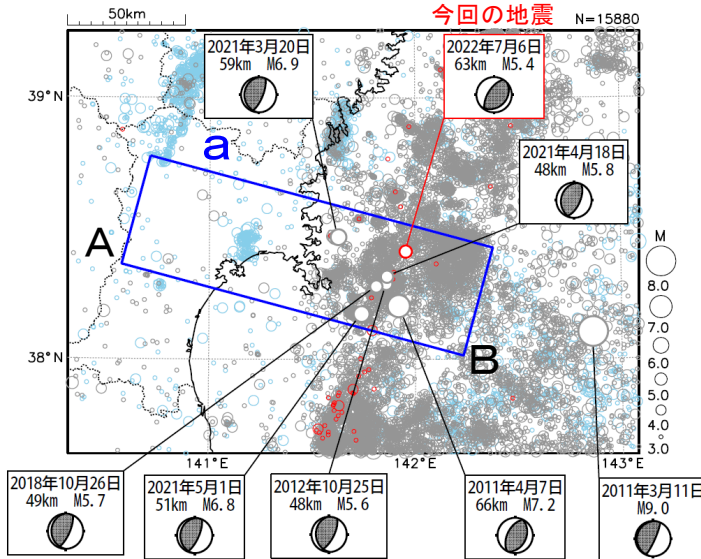 50km
今回の地震
N=15880
2021年3月20日
59km M6.9
2022年7月6日
63km M5.4
39°N
a
2021年4月18日
48km M5.8
A
M
8.0
7.0
6.0
5.0
4.0
3.0
38°N
B
141°E
142°E
143°E
2018年10月26日
49km M5.7
2021年5月1日
51km M6.8
2012年10月25日
48km M5.6
2011年4月7日
66km M7.2
2011年3月11日
M9.0